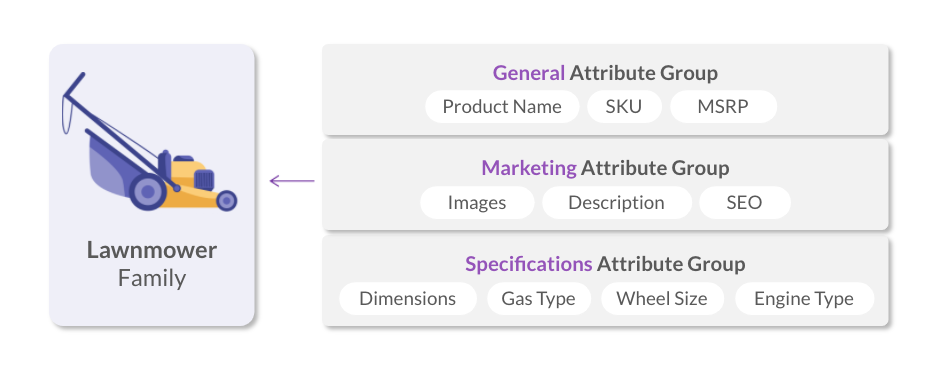 Lawnmower
Family
General Attribute Group
Product Name SKU MSRP
Marketing Attribute Group
Images Description SEO
Specifications Attribute Group
Dimensions Gas Type Wheel Size Engine Type